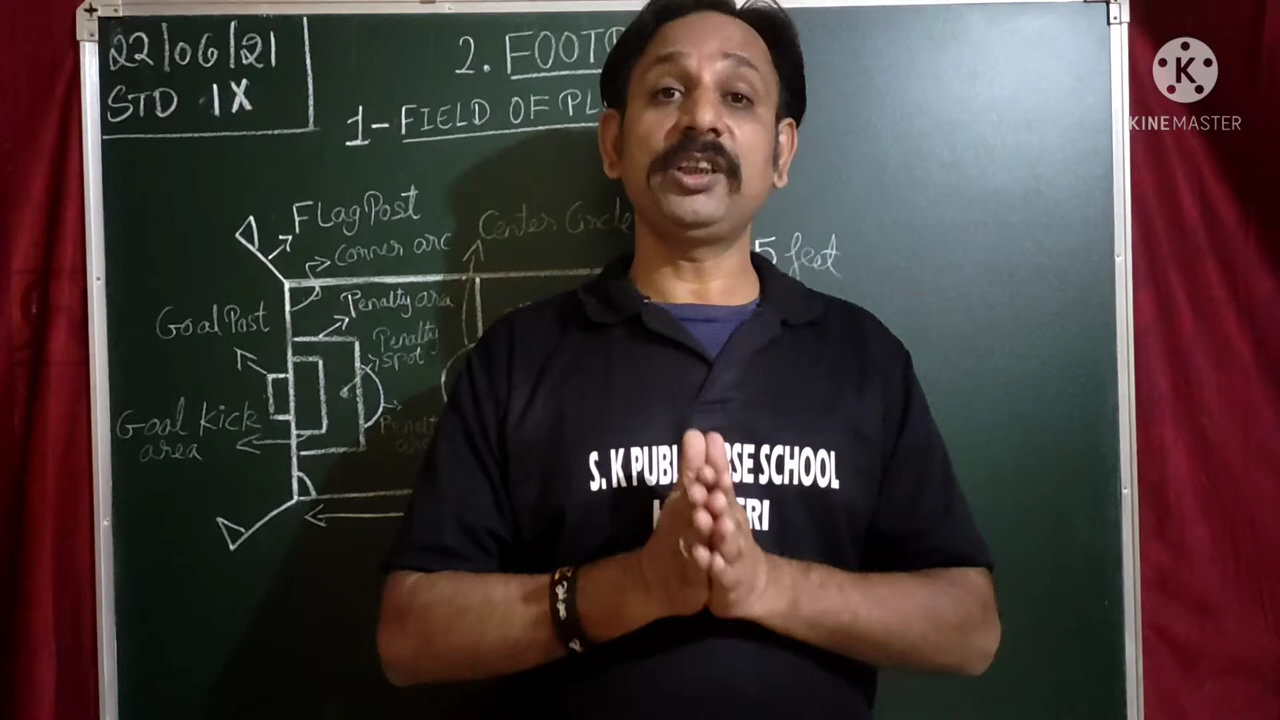 22/06/21
STD IX
2. FOOT
1-FIELD OF PL
KINEMASTER
Flag Post
Corner arc
Center Circle
5 feet
Penalty area
Goal Post
Penalty
spot
Goal Kick
area
S. K PUBL SE SCHOOL